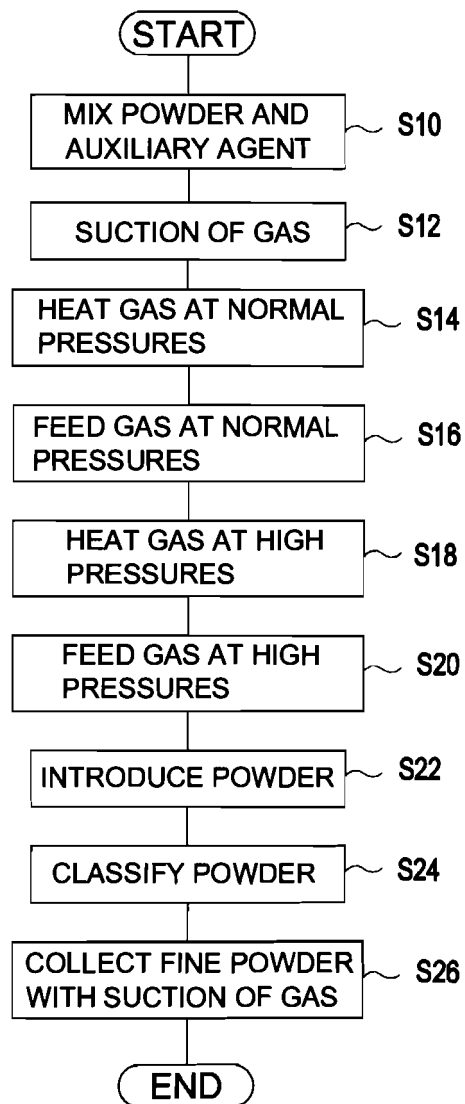 START
MIX POWDER AND
AUXILIARY AGENT
S10
SUCTION OF GAS
S12
HEAT GAS AT NORMAL
PRESSURES
S14
FEED GAS AT NORMAL
PRESSURES
S16
HEAT GAS AT HIGH
PRESSURES
S18
FEED GAS AT HIGH
PRESSURES
S20
INTRODUCE POWDER
S22
CLASSIFY POWDER
S24
COLLECT FINE POWDER
WITH SUCTION OF GAS
S26
END